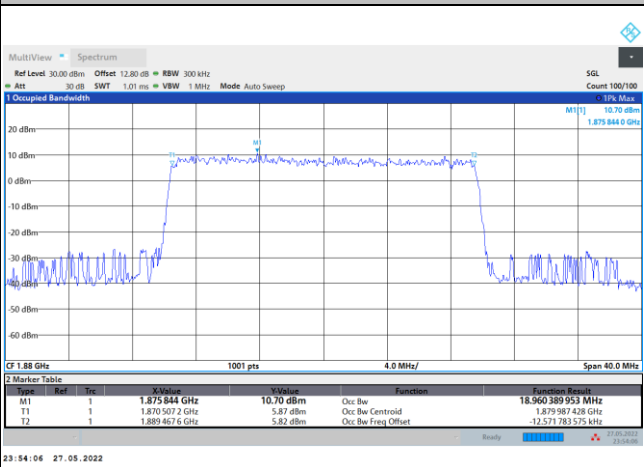 MultiView Spectrum
Ref Level 30.00 dBm Offset 12.80 dB RBW 300 kHz SGL
Att 30 dB SWT 1.01 ms VBW 1 MHz Mode Auto Sweep Count 100/100
1 Occupied Bandwidth 1Pk Max
M1[1] 10.70 dBm
1.875 844 0 GHz
20 dBm
M1
10 dBm
T1 T2
0 dBm
-10 dBm
-20 dBm
-30 dBm
-40 dBm
-50 dBm
-60 dBm
CF 1.88 GHz 1001 pts 4.0 MHz/ Span 40.0 MHz
2 Marker Table
Type Ref Trc X-Value Y-Value Function Function Result
M1 1 1.875 844 GHz 10.70 dBm Occ Bw 18.960 389 953 MHz
T1 1 1.870 507 2 GHz 5.87 dBm Occ Bw Centroid 1.879 987 428 GHz
T2 1 1.889 467 6 GHz 5.82 dBm Occ Bw Freq Offset -12.571 783 575 kHz
Ready 27.05.2022
23:54:06
23:54:06 27.05.2022